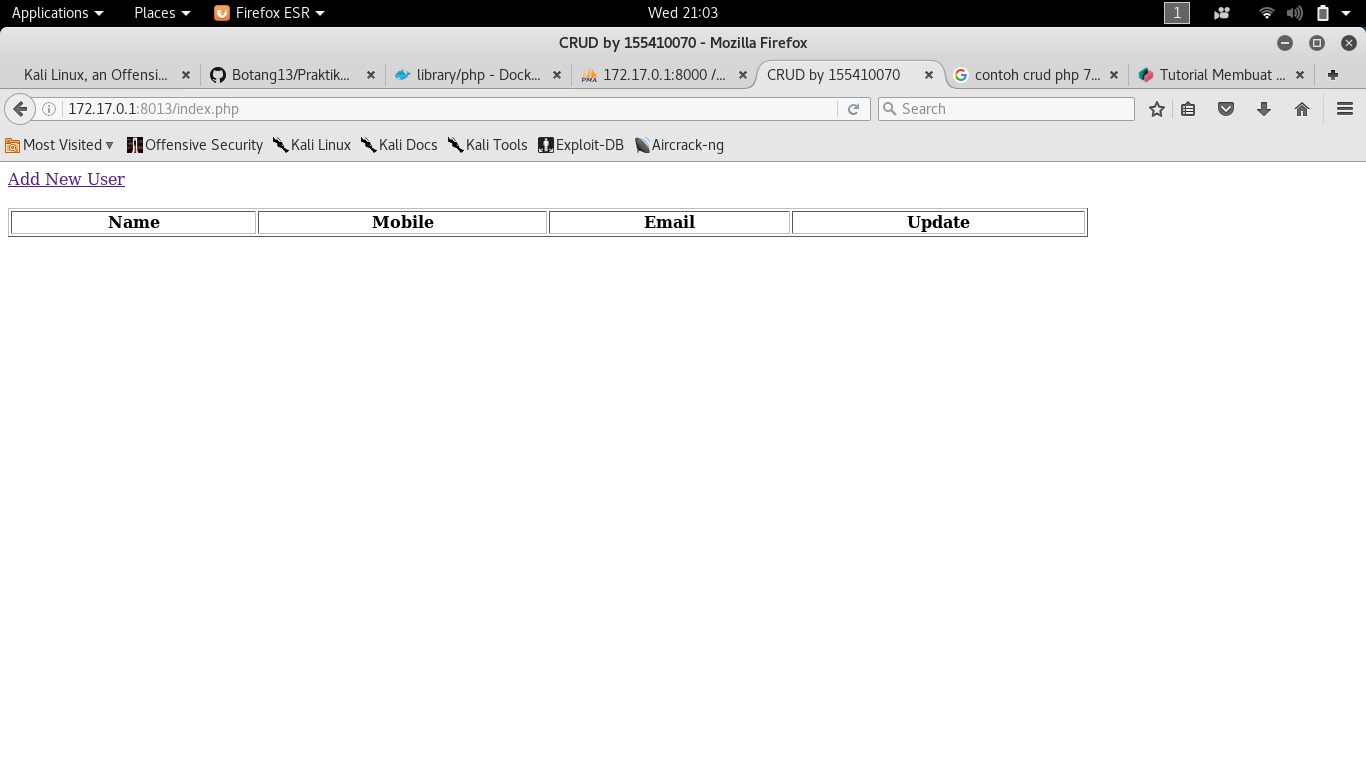 Applications Places Firefox ESR Wed 21:03 1
CRUD by 155410070 - Mozilla Firefox
Kali Linux, an Offensi... Botang13/Praktik... library/php - Dock... 172.17.0.1:8000 /... CRUD by 155410070 contoh crud php 7... Tutorial Membuat ...
172.17.0.1:8013/index.php Search
Most Visited Offensive Security Kali Linux Kali Docs Kali Tools Exploit-DB Aircrack-ng
Add New User
Name Mobile Email Update